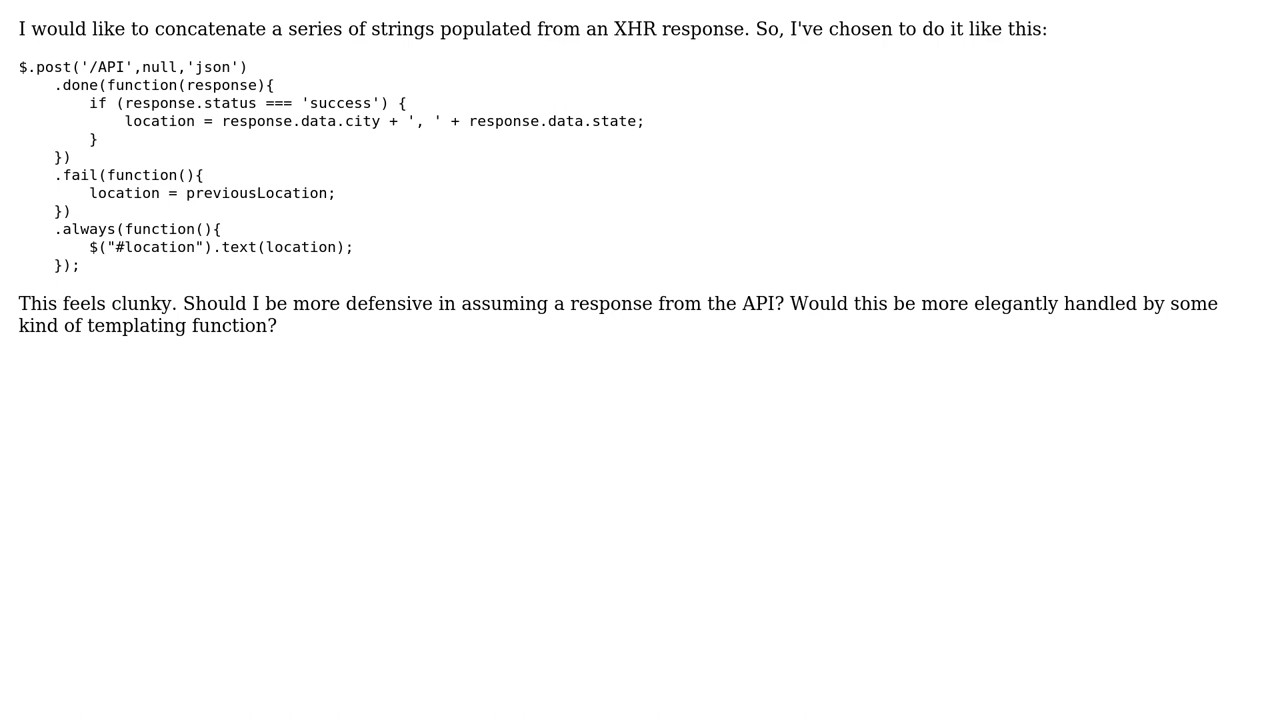 I would like to concatenate a series of strings populated from an XHR response. So, I've chosen to do it like this:
$.post('/API',null,'json')
    .done(function(response){
        if (response.status === 'success') {
            location = response.data.city + ', ' + response.data.state;
        }
    })
    .fail(function(){
        location = previousLocation;
    })
    .always(function(){
        $("#location").text(location);
    });
This feels clunky. Should I be more defensive in assuming a response from the API? Would this be more elegantly handled by some
kind of templating function?